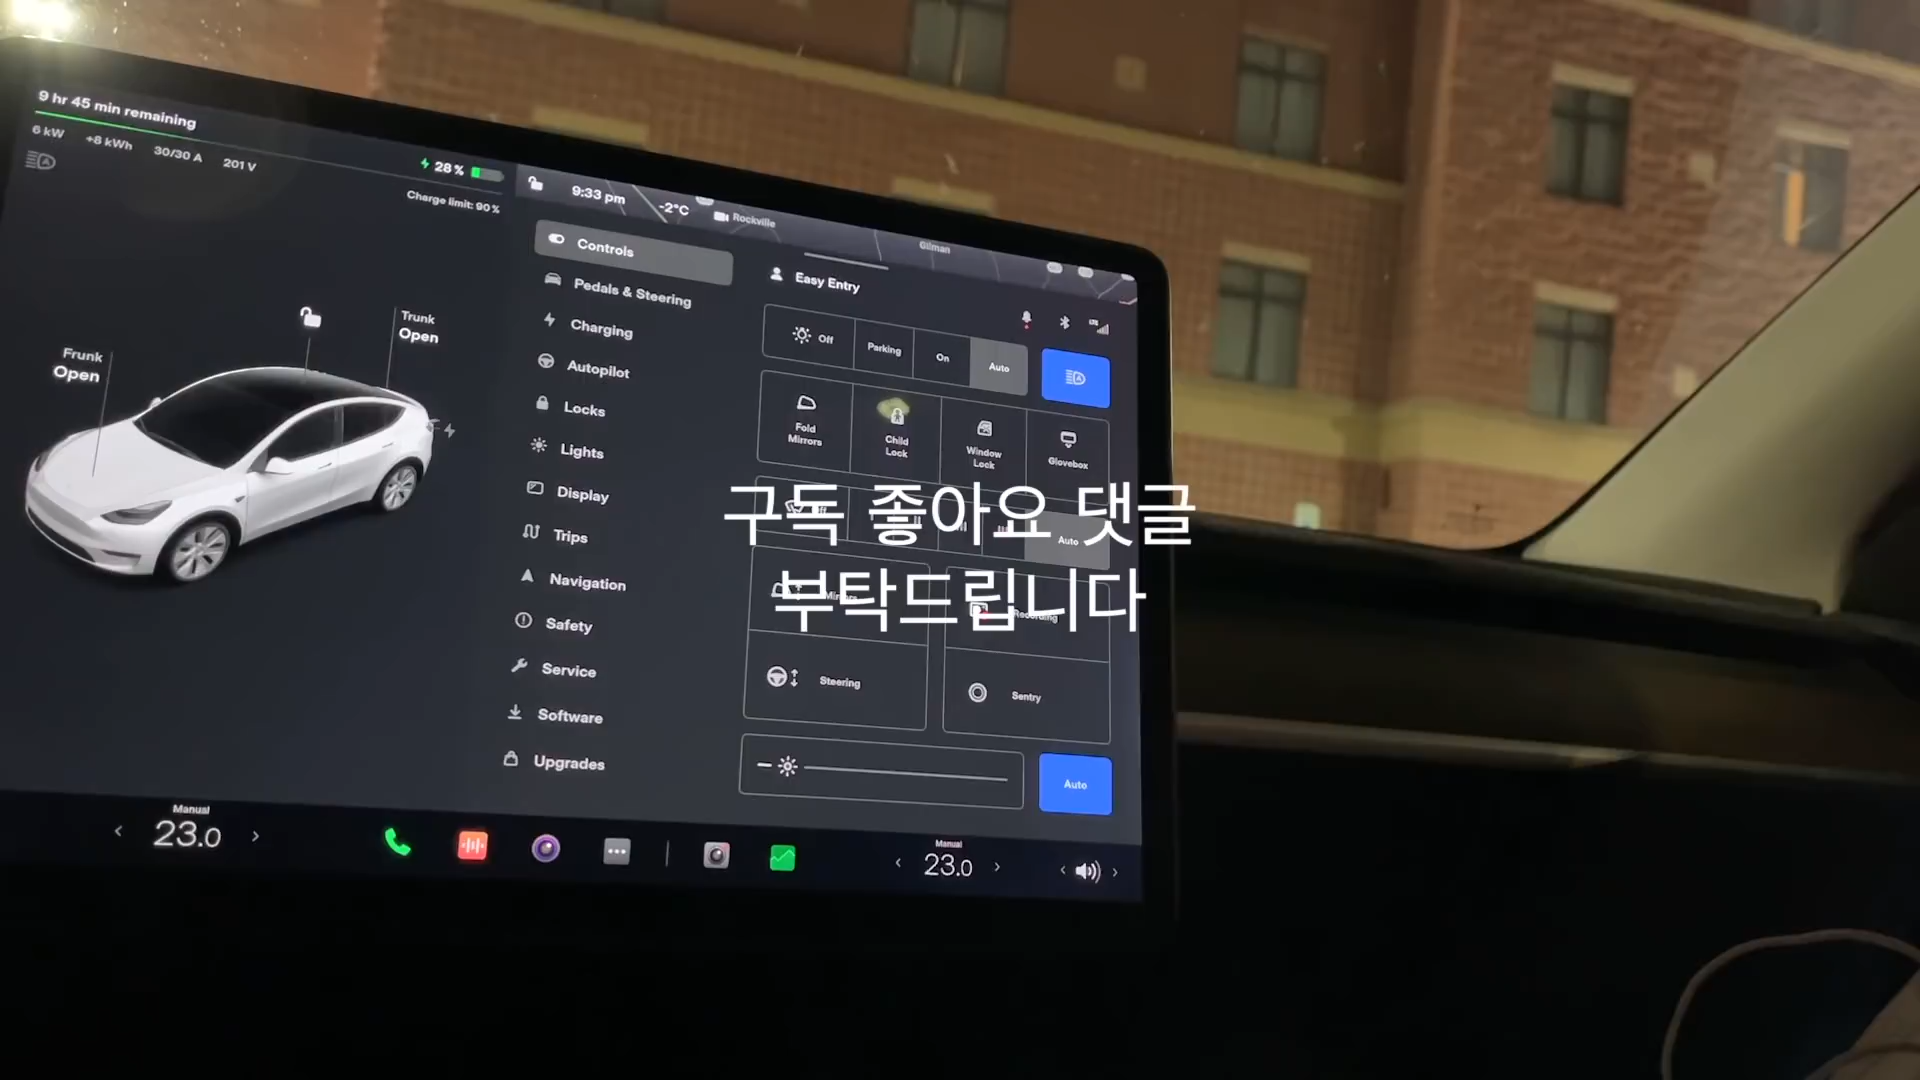 9 hr 45 min remaining
6 kW +8 kWh 30/30 A 201 V
28 %
Charge limit: 90 %
Frunk
Open
Trunk
Open
9:33 pm -2°C Rockville
Gilman
Controls
Pedals & Steering
Charging
Autopilot
Locks
Lights
Display
Trips
Navigation
Safety
Service
Software
Upgrades
Easy Entry
LTE
Off Parking On Auto
Fold
Mirrors
Child
Lock
Window
Lock
Glovebox
Off Auto
구독 좋아요 댓글
부탁드립니다
Mirrors
Recording
Steering
Sentry
Auto
Manual
23.0
Manual
23.0